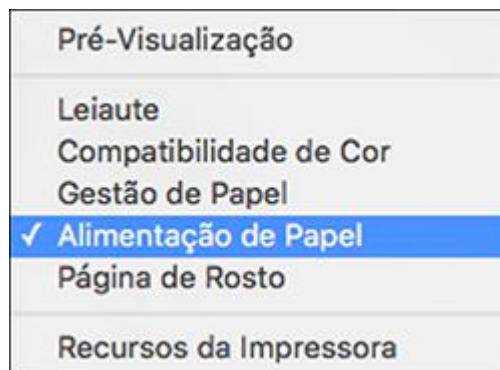 Pré-Visualização
Leiaute
Compatibilidade de Cor
Gestão de Papel
✓ Alimentação de Papel
Página de Rosto
Recursos da Impressora